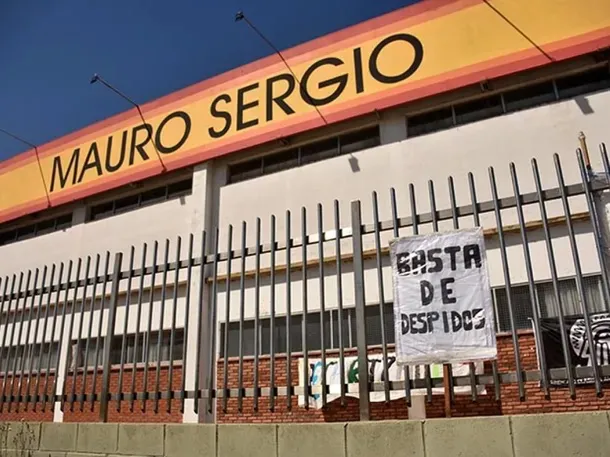 MAURO SERGIO
BASTA
DE
DESPIDOS